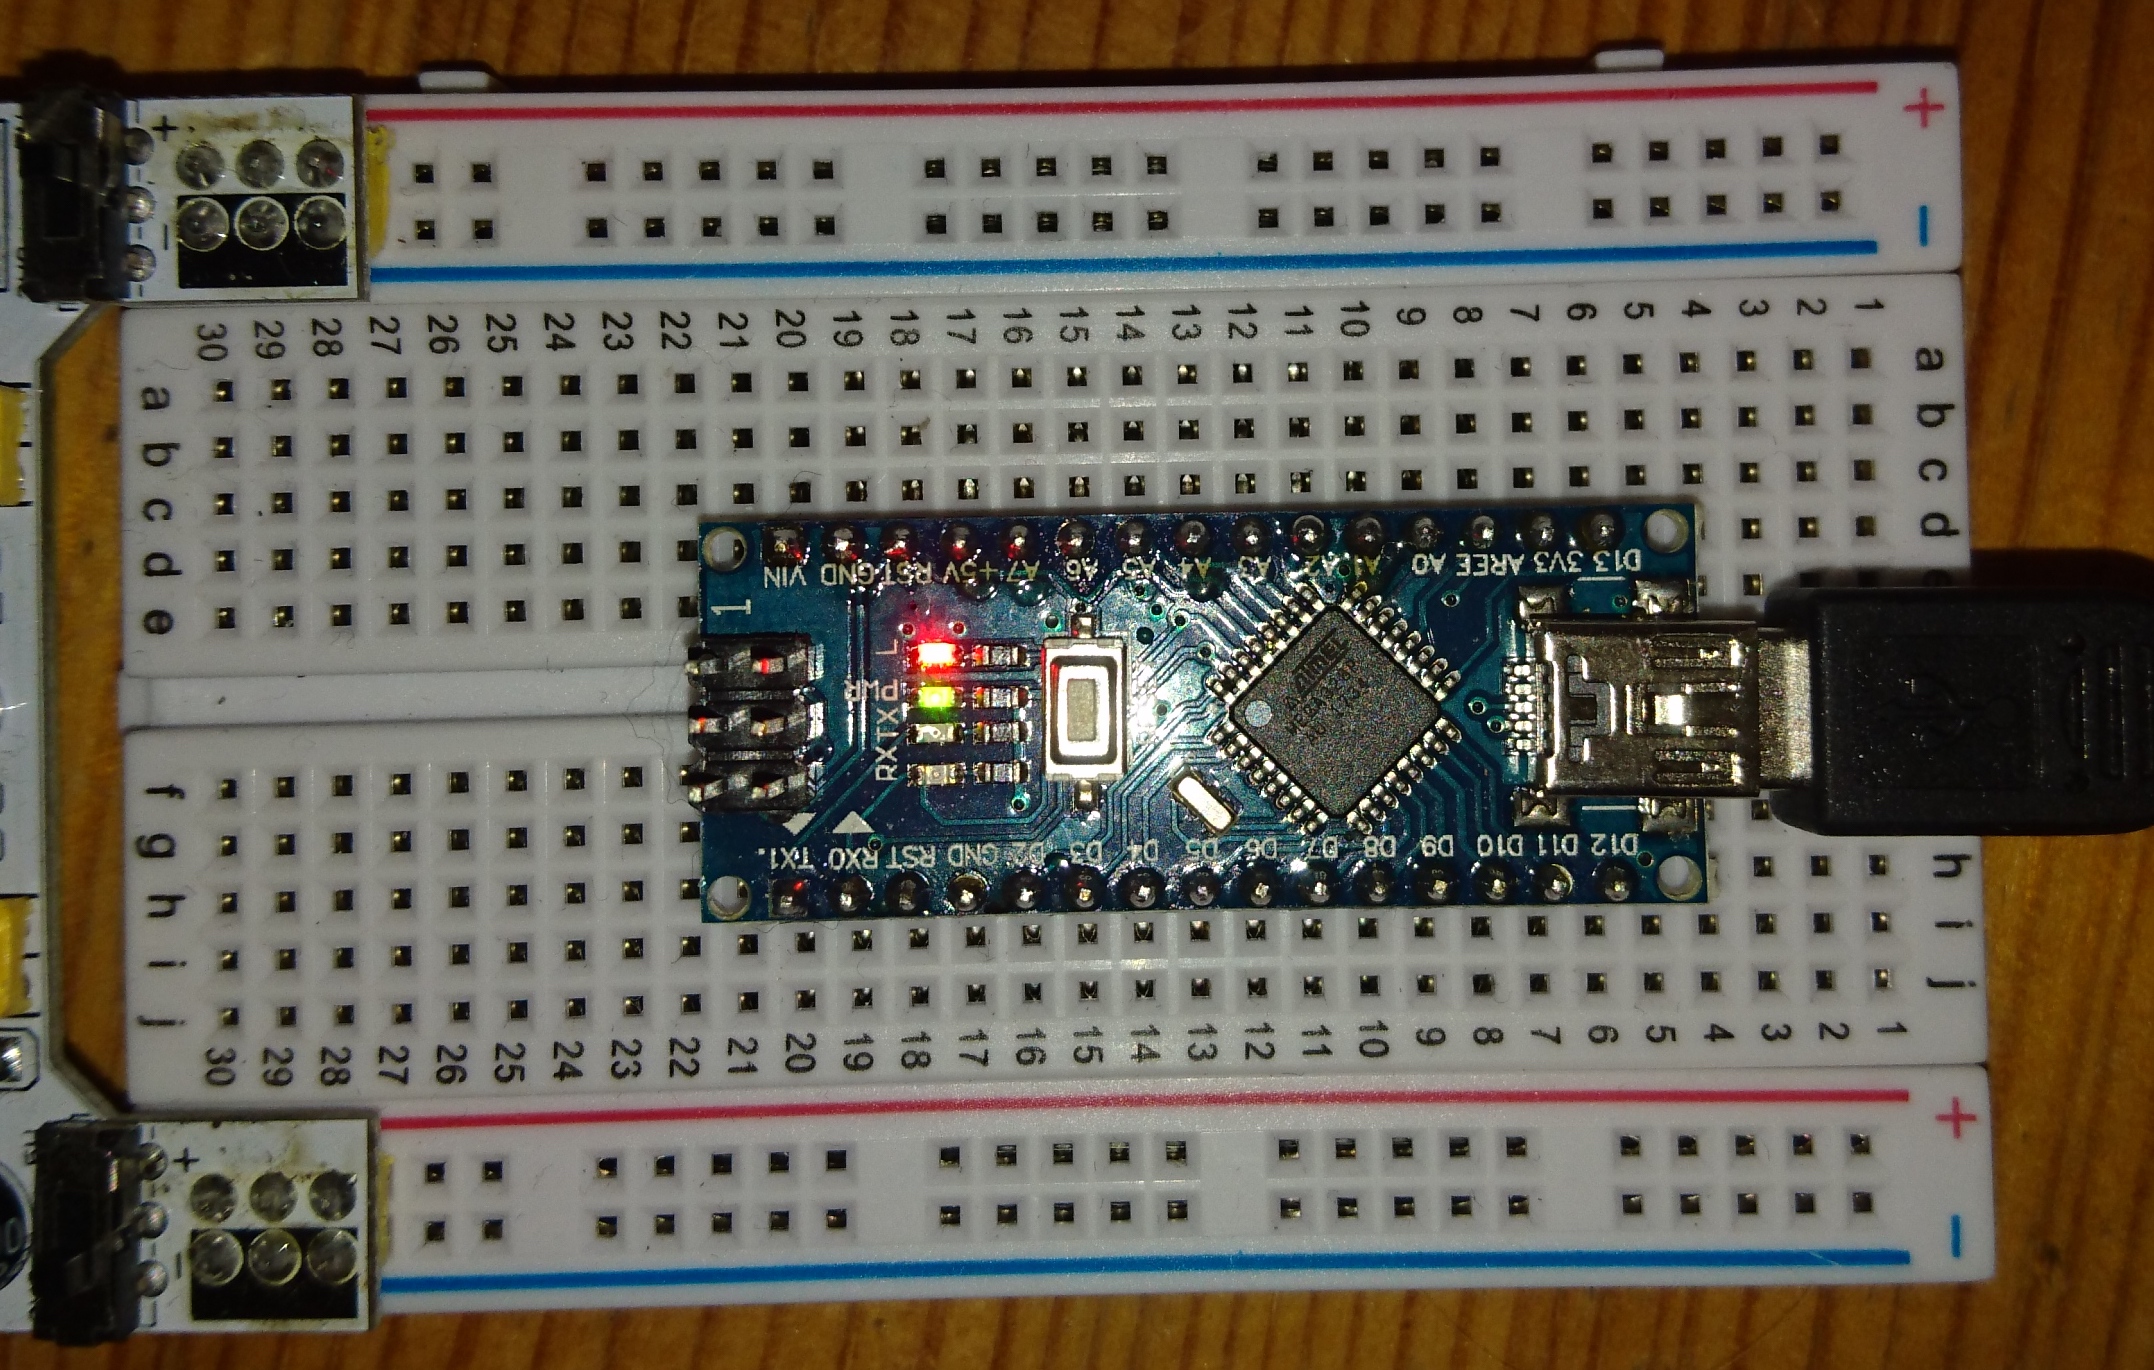 +
+
-
-
30 29 28 27 26 25 24 23 22 21 20 19 18 17 16 15 14 13 12 11 10 9 8 7 6 5 4 3 2 1
a
a
b
b
c
c
d
d
e
VIN GND RST +5V A7 A6 A5 A4 A3 A2 A1 A0 AREF 3V3 D13
1
L
PWR
TX
RX
ATMEL
TX1 RX0 RST GND D2 D3 D4 D5 D6 D7 D8 D9 D10 D11 D12
f
g
h
h
i
i
j
j
30 29 28 27 26 25 24 23 22 21 20 19 18 17 16 15 14 13 12 11 10 9 8 7 6 5 4 3 2 1
+
+
-
-